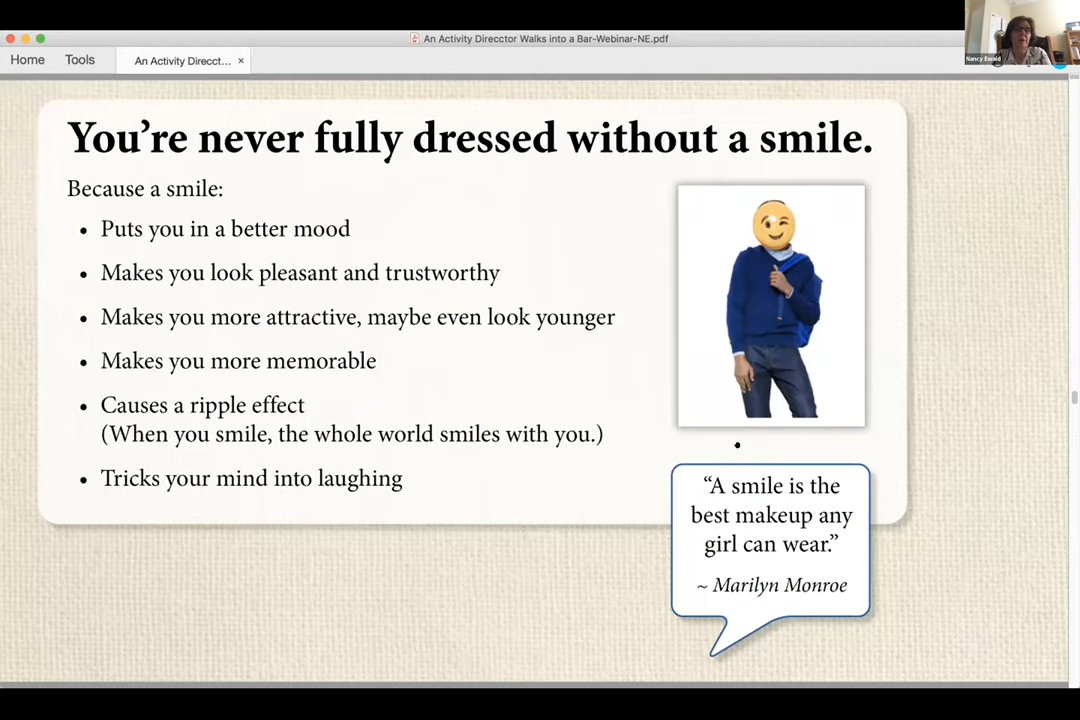 An Activity Direcctor Walks into a Bar-Webinar-NE.pdf
Home
Tools
An Activity Direcct...
×
Nancy Ewald
You're never fully dressed without a smile.
Because a smile:
• Puts you in a better mood
• Makes you look pleasant and trustworthy
• Makes you more attractive, maybe even look younger
• Makes you more memorable
• Causes a ripple effect
(When you smile, the whole world smiles with you.)
• Tricks your mind into laughing
“A smile is the
best makeup any
girl can wear.”
~ Marilyn Monroe